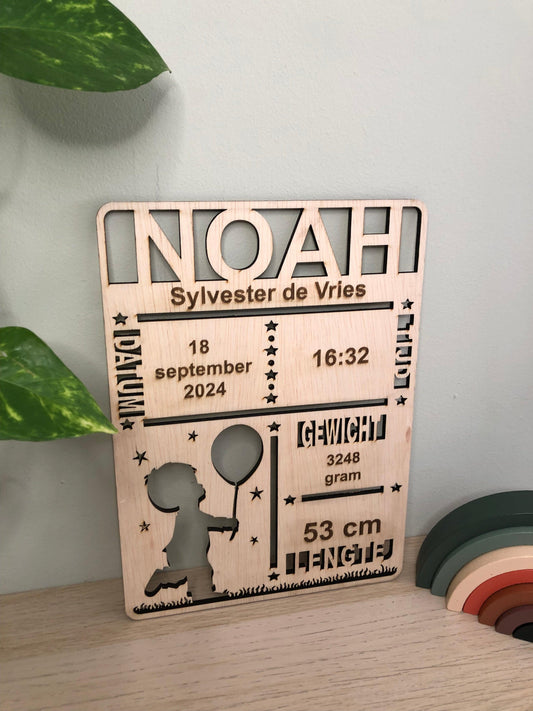 NOAH
Sylvester de Vries
DATUM
18
september
2024
16:32
TIJD
GEWICHT
3248
gram
53 cm
LENGTE